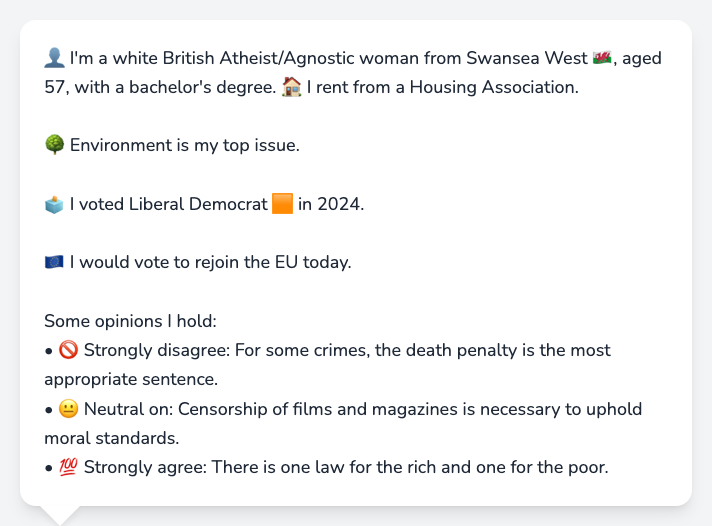 👤 I'm a white British Atheist/Agnostic woman from Swansea West 🏴󠁧󠁢󠁷󠁬󠁳󠁿, aged
57, with a bachelor's degree. 🏠 I rent from a Housing Association.
🌳 Environment is my top issue.
🗳️ I voted Liberal Democrat 🟧 in 2024.
🇪🇺 I would vote to rejoin the EU today.
Some opinions I hold:
• 🚫 Strongly disagree: For some crimes, the death penalty is the most
appropriate sentence.
• 😐 Neutral on: Censorship of films and magazines is necessary to uphold
moral standards.
• 💯 Strongly agree: There is one law for the rich and one for the poor.